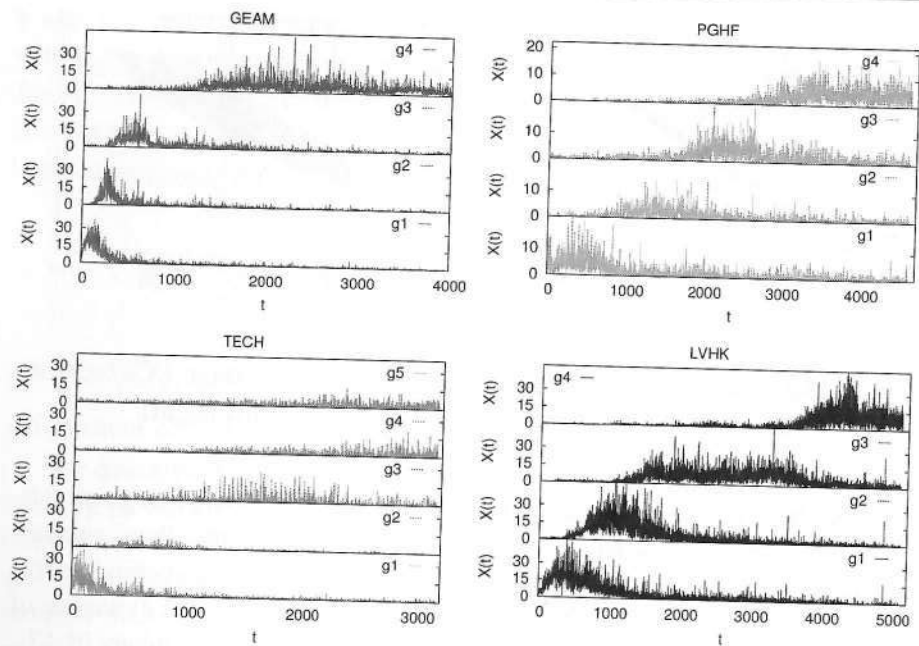 GEAM
X(t) 30 15 0 g4
X(t) 30 15 0 g3
X(t) 30 15 0 g2
X(t) 30 15 0 g1
0 1000 2000 3000 4000
t
PGHF
X(t) 20 10 0 g4
X(t) 10 0 g3
X(t) 10 0 g2
X(t) 10 0 g1
0 1000 2000 3000 4000
t
TECH
X(t) 30 15 0 g5
X(t) 30 15 0 g4
X(t) 30 15 0 g3
X(t) 30 15 0 g2
X(t) 30 15 0 g1
0 1000 2000 3000
t
LVHK
X(t) 30 15 0 g4
X(t) 30 15 0 g3
X(t) 30 15 0 g2
X(t) 30 15 0 g1
0 1000 2000 3000 4000 5000
t